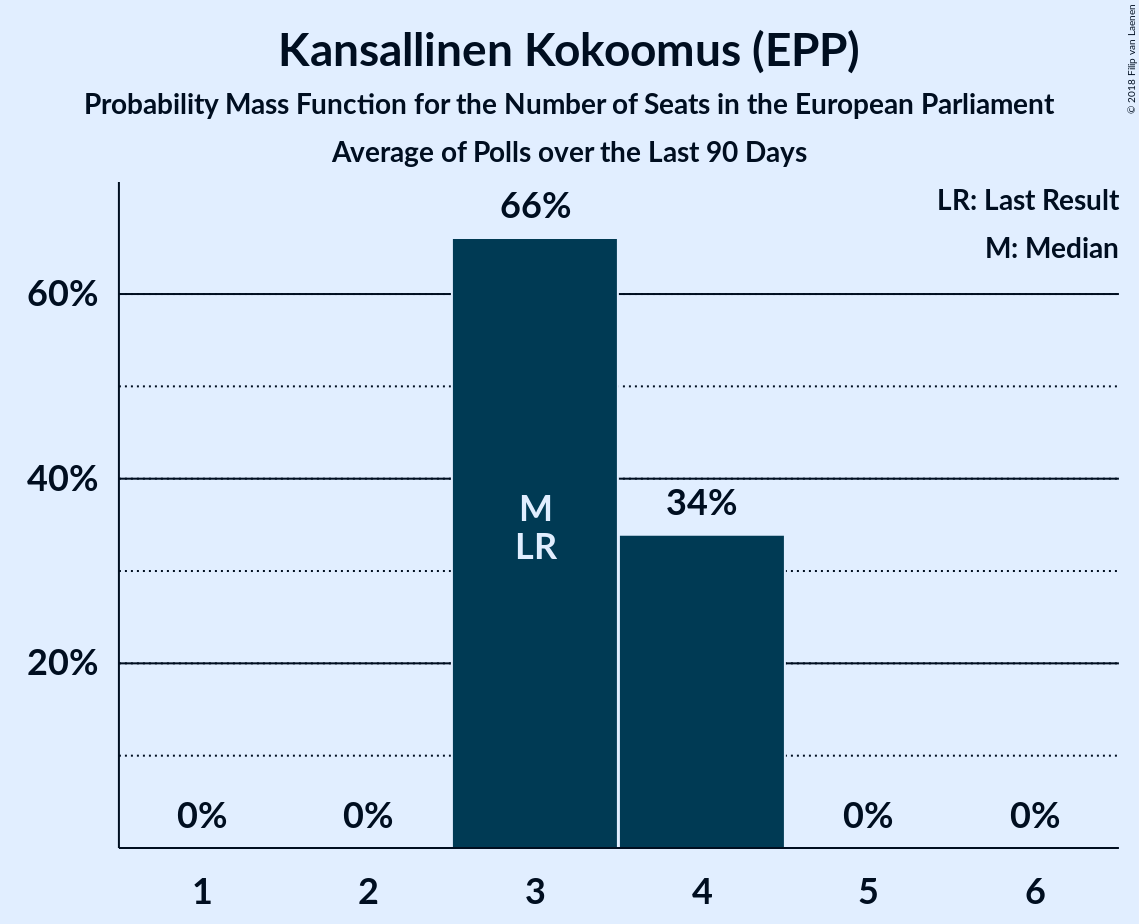 Kansallinen Kokoomus (EPP)
Probability Mass Function for the Number of Seats in the European Parliament
Average of Polls over the Last 90 Days
© 2018 Filip van Laenen
LR: Last Result
M: Median
66%
60%
40%
34%
M
LR
20%
0%
0%
0%
0%
1
2
3
4
5
6